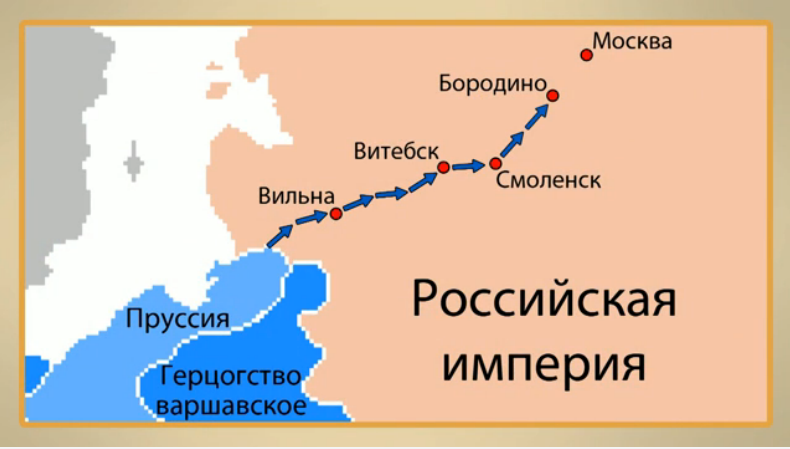 Москва
Бородино
Витебск
Смоленск
Вильна
Российская
империя
Пруссия
Герцогство
варшавское